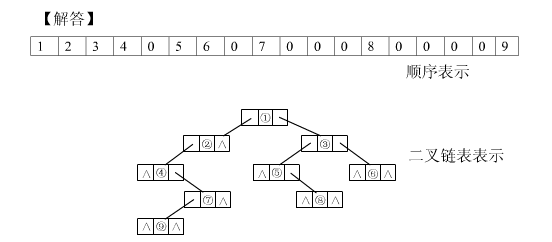 【解答】
1 2 3 4 0 5 6 0 7 0 0 0 8 0 0 0 0 9
顺序表示
①
② ∧ ③
二叉链表表示
∧ ④ ∧ ⑤ ∧ ⑥ ∧
⑦ ∧ ∧ ⑧ ∧
∧ ⑨ ∧